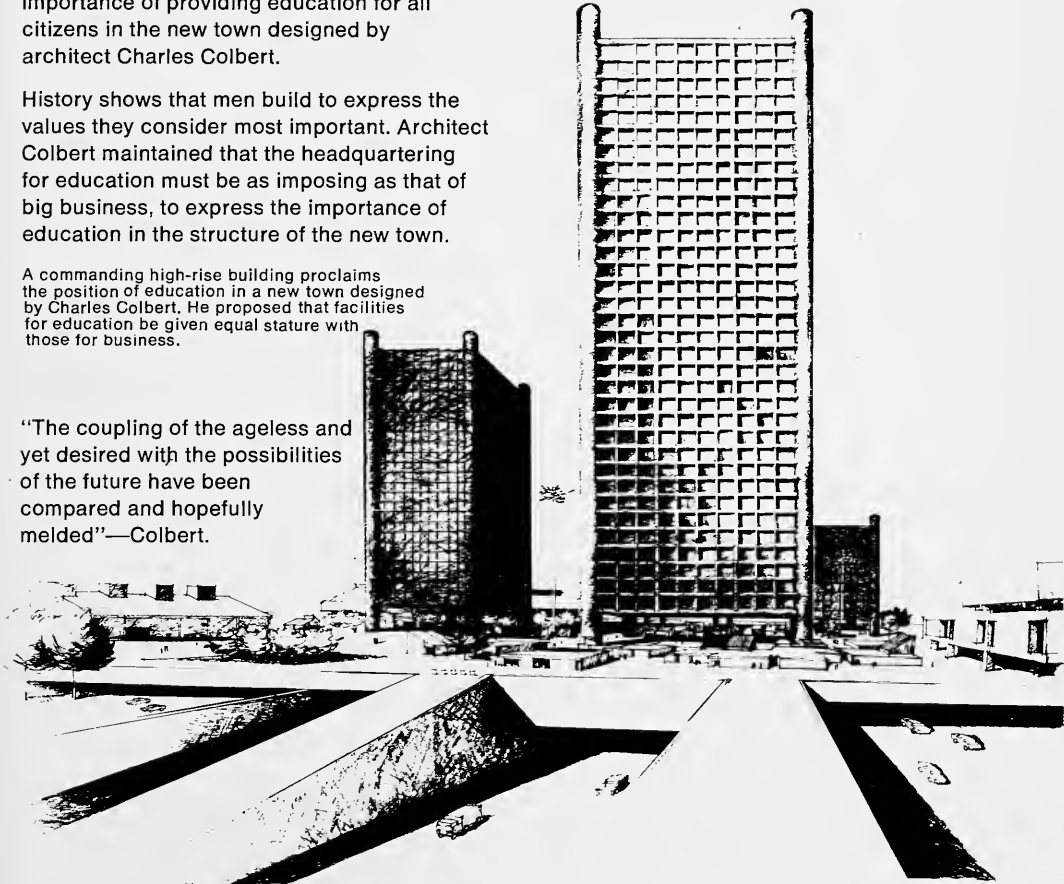 importance of providing education for all
citizens in the new town designed by
architect Charles Colbert.
History shows that men build to express the
values they consider most important. Architect
Colbert maintained that the headquartering
for education must be as imposing as that of
big business, to express the importance of
education in the structure of the new town.
A commanding high-rise building proclaims
the position of education in a new town designed
by Charles Colbert. He proposed that facilities
for education be given equal stature with
those for business.
"The coupling of the ageless and
yet desired with the possibilities
of the future have been
compared and hopefully
melded"—Colbert.